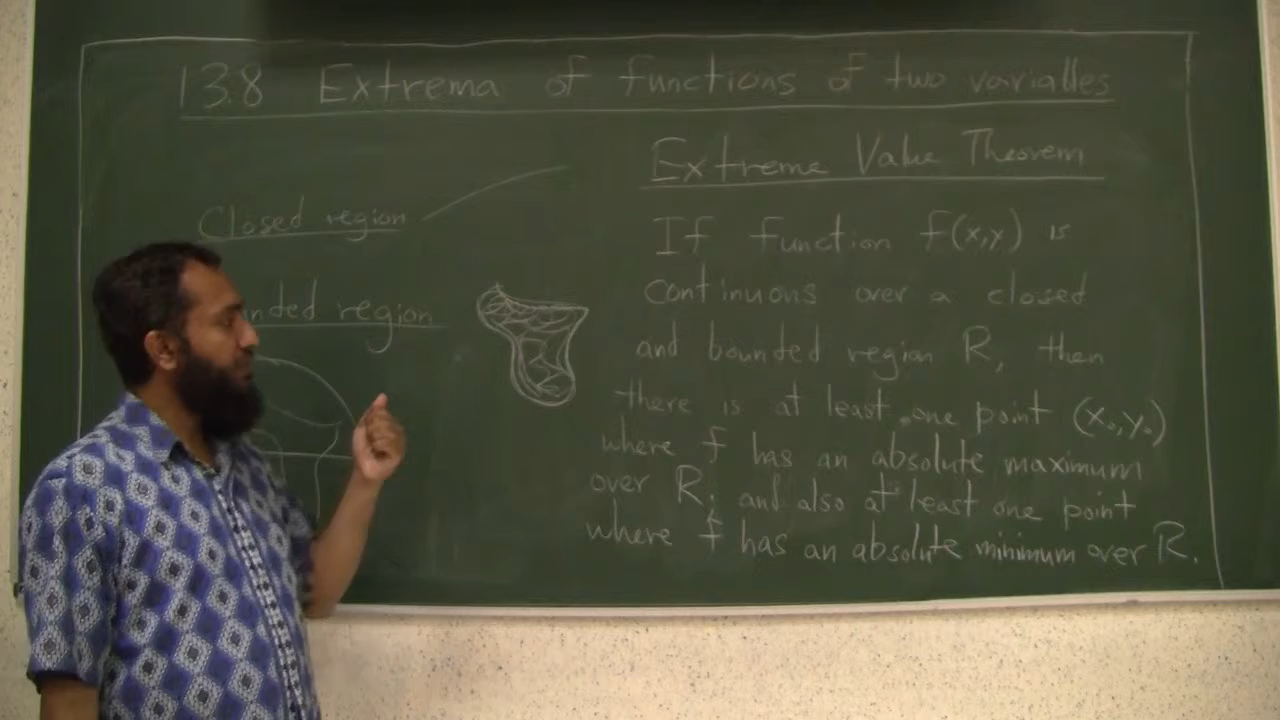 13.8 Extrema of functions of two variables
Closed region
nded region
Extreme Value Theorem
If function f(x,y) is
continuous over a closed
and bounded region R, then
there is at least one point (x₀,y₀)
where f has an absolute maximum
over R; and also at least one point
where f has an absolute minimum over R.